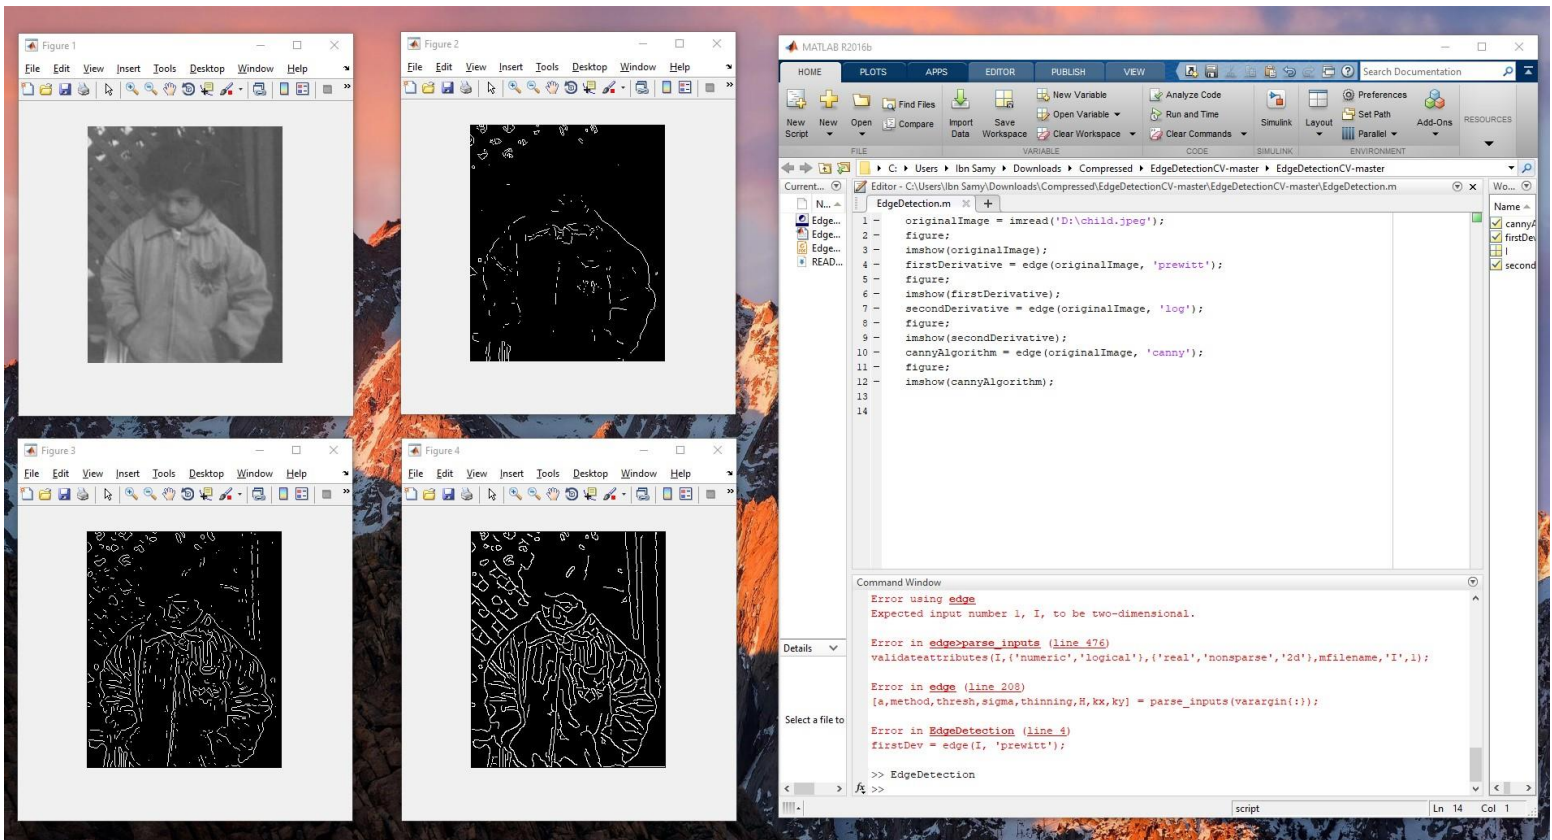 Figure 1
File Edit View Insert Tools Desktop Window Help
Figure 2
File Edit View Insert Tools Desktop Window Help
Figure 3
File Edit View Insert Tools Desktop Window Help
Figure 4
File Edit View Insert Tools Desktop Window Help
MATLAB R2016b
HOME PLOTS APPS EDITOR PUBLISH VIEW Search Documentation
New Script
New
Open
Find Files
Compare
Import Data
Save Workspace
New Variable
Open Variable
Clear Workspace
Analyze Code
Run and Time
Clear Commands
Simulink
Layout
Preferences
Set Path
Parallel
Add-Ons
RESOURCES
FILE VARIABLE CODE SIMULINK ENVIRONMENT
C: Users Ibn Samy Downloads Compressed EdgeDetectionCV-master EdgeDetectionCV-master
Current...
N...
Edge...
Edge...
Edge...
READ...
Details
Select a file to
Editor - C:\Users\Ibn Samy\Downloads\Compressed\EdgeDetectionCV-master\EdgeDetectionCV-master\EdgeDetection.m
EdgeDetection.m
1 - originalImage = imread('D:\child.jpeg');
2 - figure;
3 - imshow(originalImage);
4 - firstDerivative = edge(originalImage, 'prewitt');
5 - figure;
6 - imshow(firstDerivative);
7 - secondDerivative = edge(originalImage, 'log');
8 - figure;
9 - imshow(secondDerivative);
10 - cannyAlgorithm = edge(originalImage, 'canny');
11 - figure;
12 - imshow(cannyAlgorithm);
13
14
Command Window
Error using edge
Expected input number 1, I, to be two-dimensional.
Error in edge>parse_inputs (line 476)
validateattributes(I,{'numeric','logical'},{'real','nonsparse','2d'},mfilename,'I',1);
Error in edge (line 208)
[a,method,thresh,sigma,thinning,H,kx,ky] = parse_inputs(varargin{:});
Error in EdgeDetection (line 4)
firstDev = edge(I, 'prewitt');
>> EdgeDetection
fx >>
Wo...
Name
cannyA
firstDev
I
second
script Ln 14 Col 1